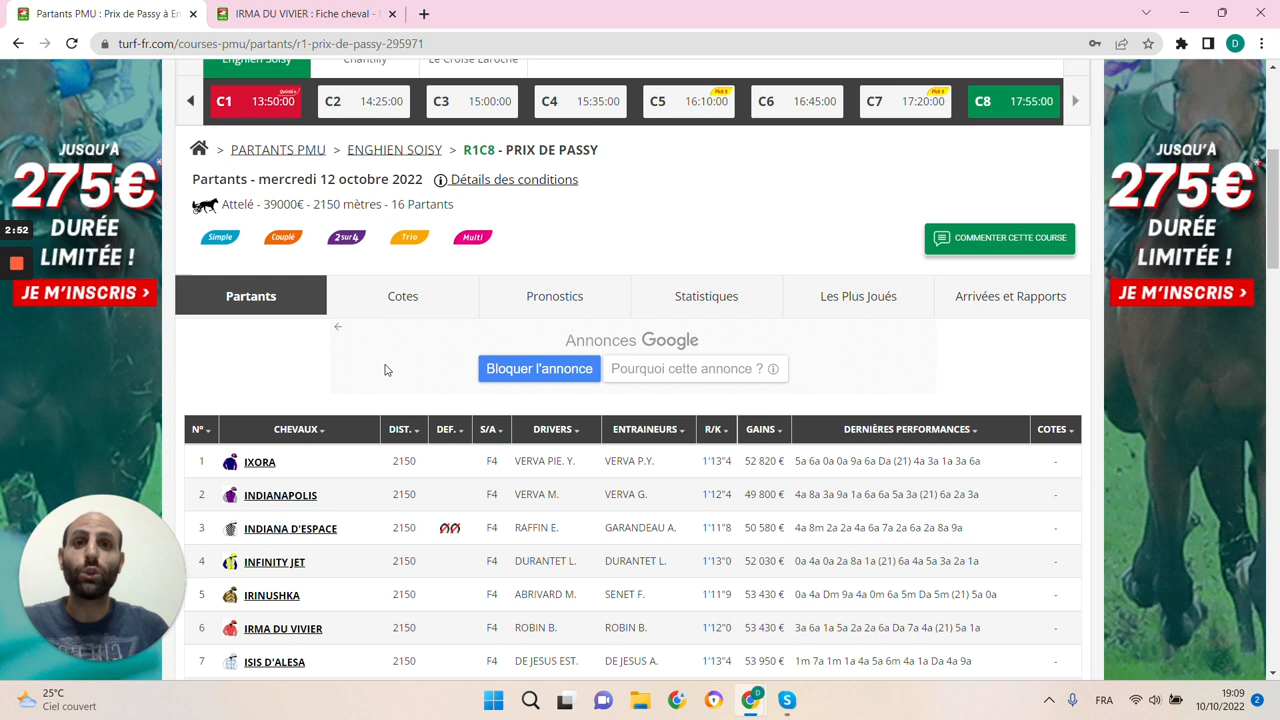 Partants PMU : Prix de Passy à En
IRMA DU VIVIER : Fiche cheval -
turf-fr.com/courses-pmu/partants/r1-prix-de-passy-295971
D
Enghien Soisy Chantilly Le Croise Laroche
C1 13:50:00 C2 14:25:00 C3 15:00:00 C4 15:35:00 C5 16:10:00 C6 16:45:00 C7 17:20:00 C8 17:55:00
Quinté+ Pick 5 Pick 5
> PARTANTS PMU > ENGHIEN SOISY > R1C8 - PRIX DE PASSY
Partants - mercredi 12 octobre 2022 Détails des conditions
Attelé - 39000€ - 2150 mètres - 16 Partants
Simple Couplé 2sur4 Trio Multi
COMMENTER CETTE COURSE
Partants Cotes Pronostics Statistiques Les Plus Joués Arrivées et Rapports
Annonces Google
Bloquer l'annonce Pourquoi cette annonce ?
N° CHEVAUX DIST. DEF. S/A DRIVERS ENTRAINEURS R/K GAINS DERNIÈRES PERFORMANCES COTES
1 IXORA 2150 F4 VERVA PIE. Y. VERVA P.Y. 1'13"4 52 820 € 5a 6a 0a 0a 9a 6a Da (21) 4a 3a 1a 3a 6a -
2 INDIANAPOLIS 2150 F4 VERVA M. VERVA G. 1'12"4 49 800 € 4a 8a 3a 9a 1a 6a 6a 5a 3a (21) 6a 2a 3a -
3 INDIANA D'ESPACE 2150 F4 RAFFIN E. GARANDEAU A. 1'11"8 50 580 € 4a 8m 2a 2a 4a 6a 7a 2a 6a 2a 8a 9a -
4 INFINITY JET 2150 F4 DURANTET L. DURANTET L. 1'13"0 52 030 € 0a 4a 0a 2a 8a 1a (21) 6a 4a 5a 3a 2a 1a -
5 IRINUSHKA 2150 F4 ABRIVARD M. SENET F. 1'11"9 53 430 € 0a 4a Dm 9a 4a 0m 6a 5m Da 5m (21) 5a 0a -
6 IRMA DU VIVIER 2150 F4 ROBIN B. ROBIN B. 1'12"0 53 430 € 3a 6a 1a 5a 2a 2a 6a Da 7a 4a (21) 5a 1a -
7 ISIS D'ALESA 2150 F4 DE JESUS EST. DE JESUS A. 1'13"4 53 950 € 1m 7a 1m 1a 4a 5a 6m 4a 1a Da 4a 9a -
JUSQU'À
275€*
DURÉE
LIMITÉE !
JE M'INSCRIS >
2:52
JUSQU'À
275€*
DURÉE
LIMITÉE !
JE M'INSCRIS >
25°C
Ciel couvert
D
FRA
19:09
10/10/2022
2